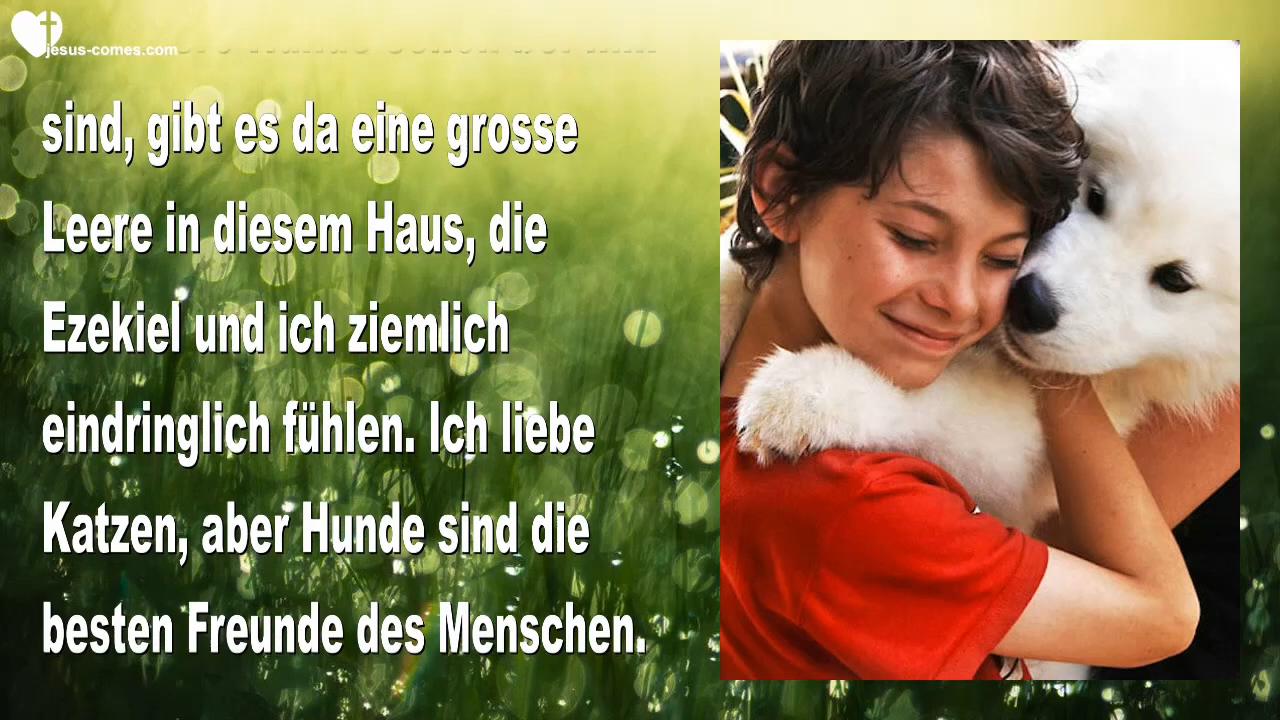 jesus-comes.com
sind, gibt es da eine grosse
Leere in diesem Haus, die
Ezekiel und ich ziemlich
eindringlich fühlen. Ich liebe
Katzen, aber Hunde sind die
besten Freunde des Menschen.